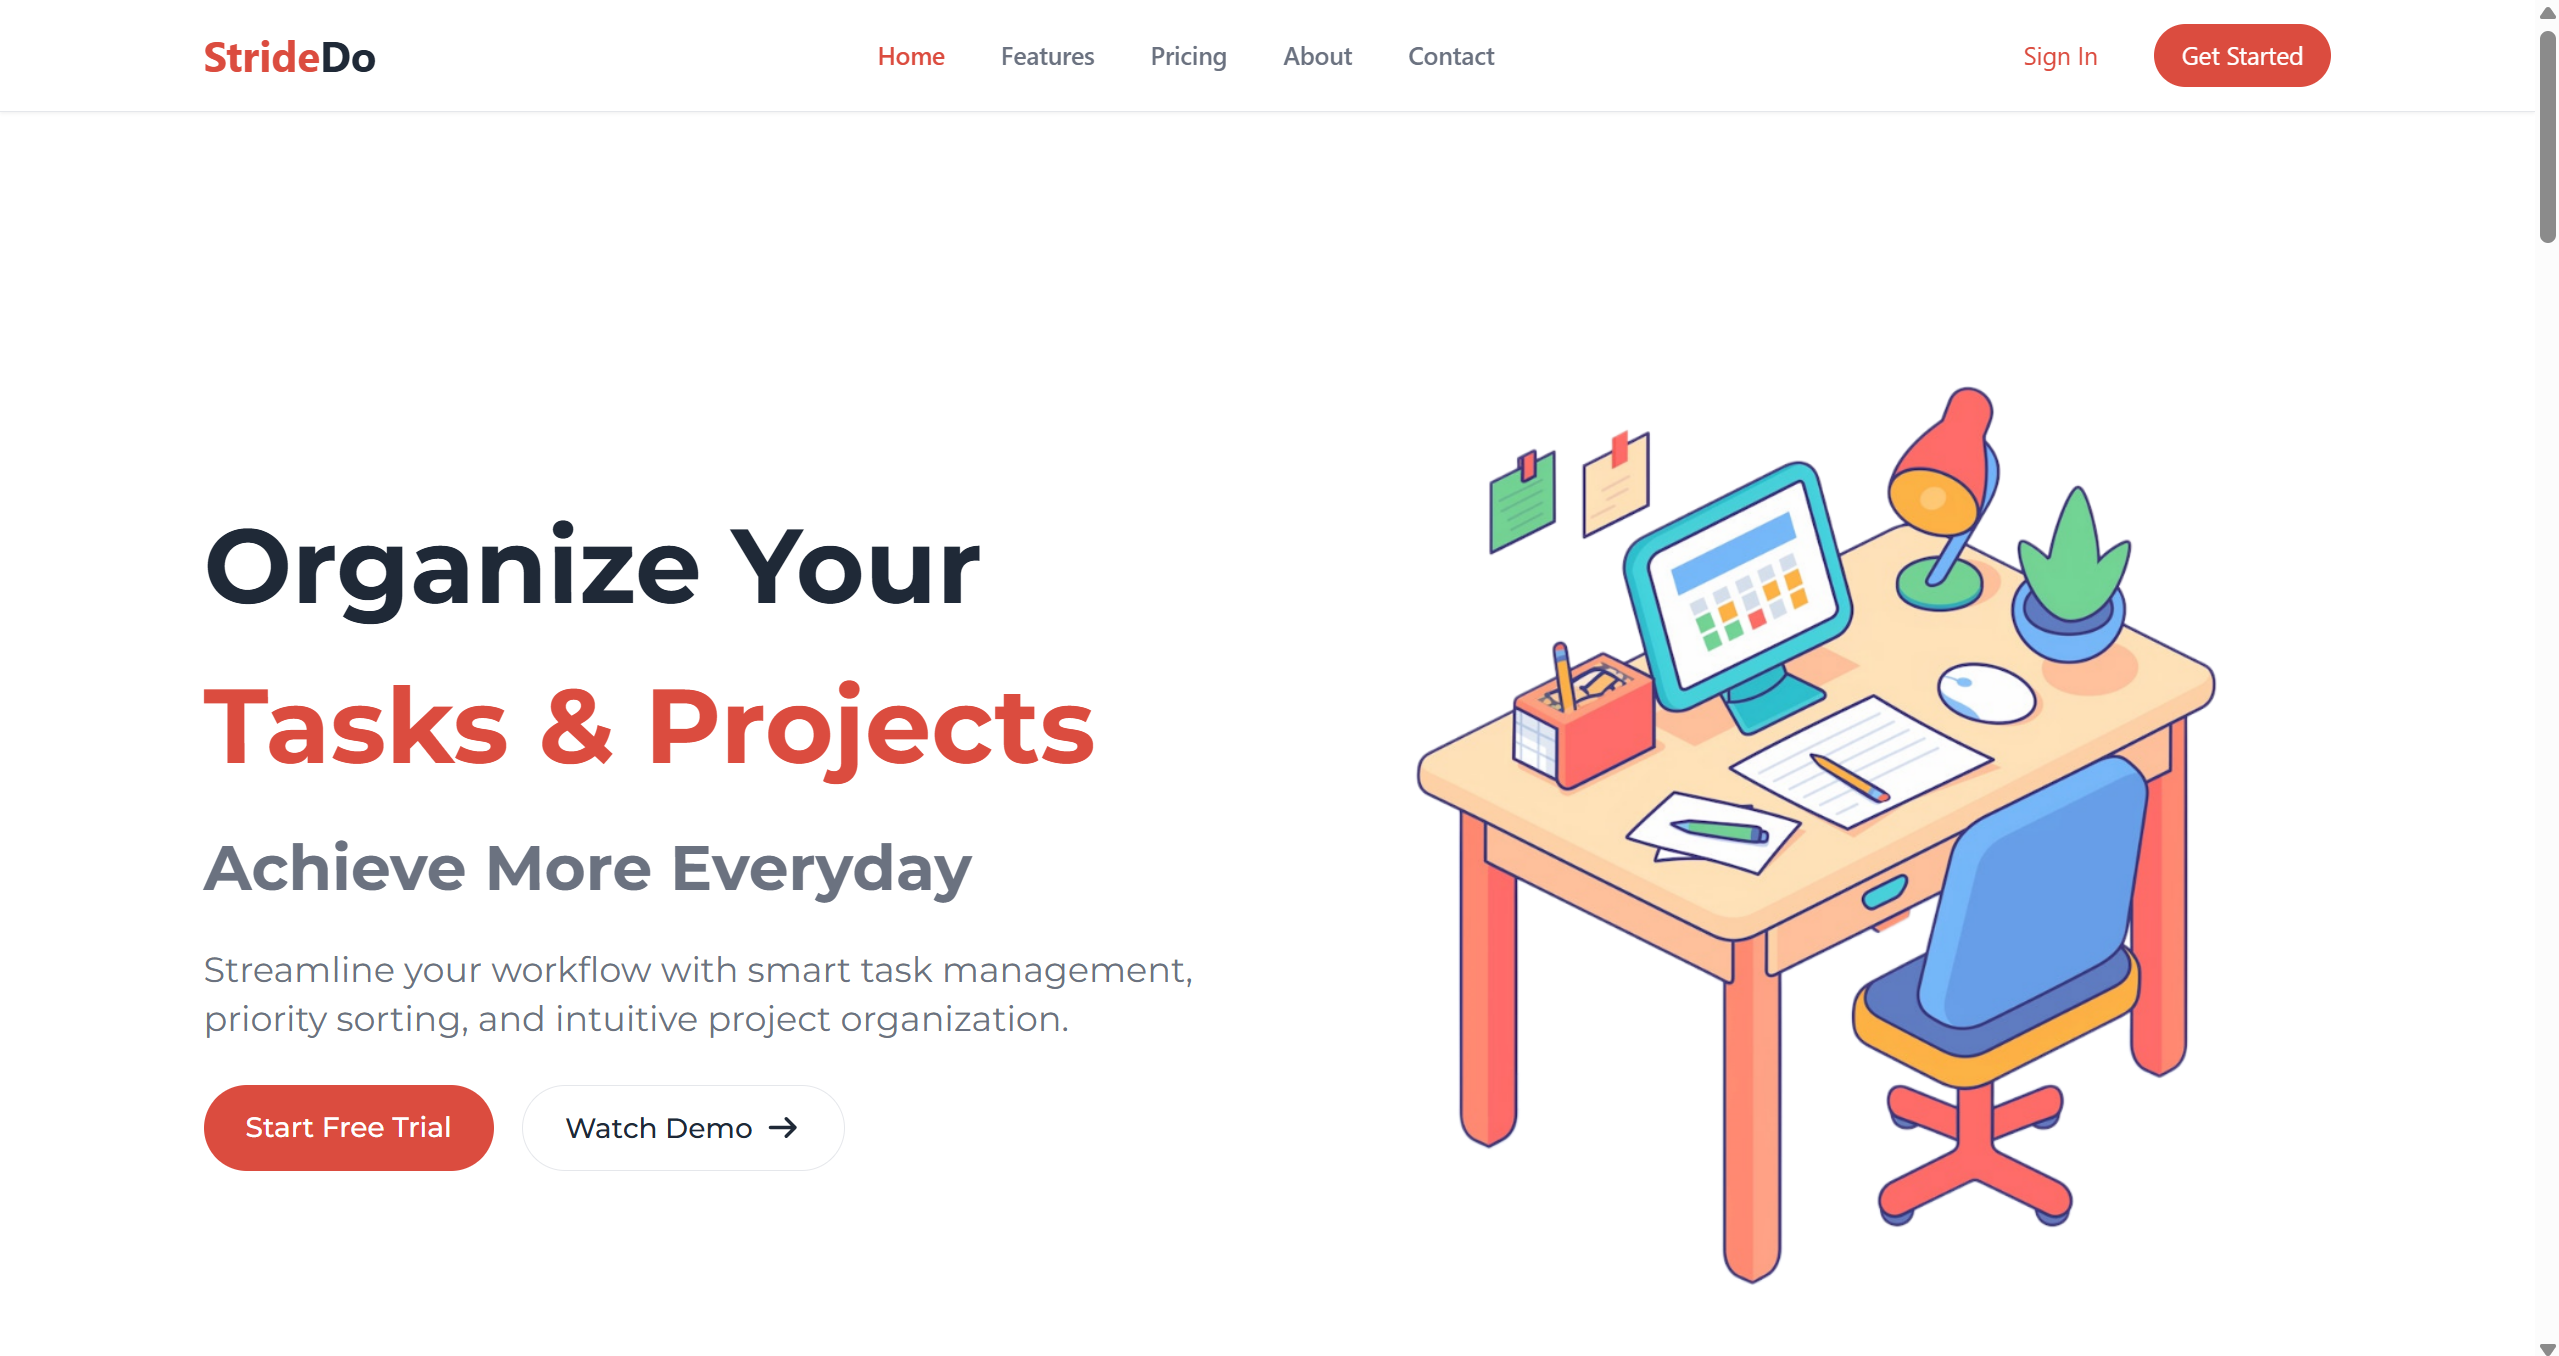 StrideDo
Home
Features
Pricing
About
Contact
Sign In
Get Started
Organize Your
Tasks & Projects
Achieve More Everyday
Streamline your workflow with smart task management,
priority sorting, and intuitive project organization.
Start Free Trial
Watch Demo →